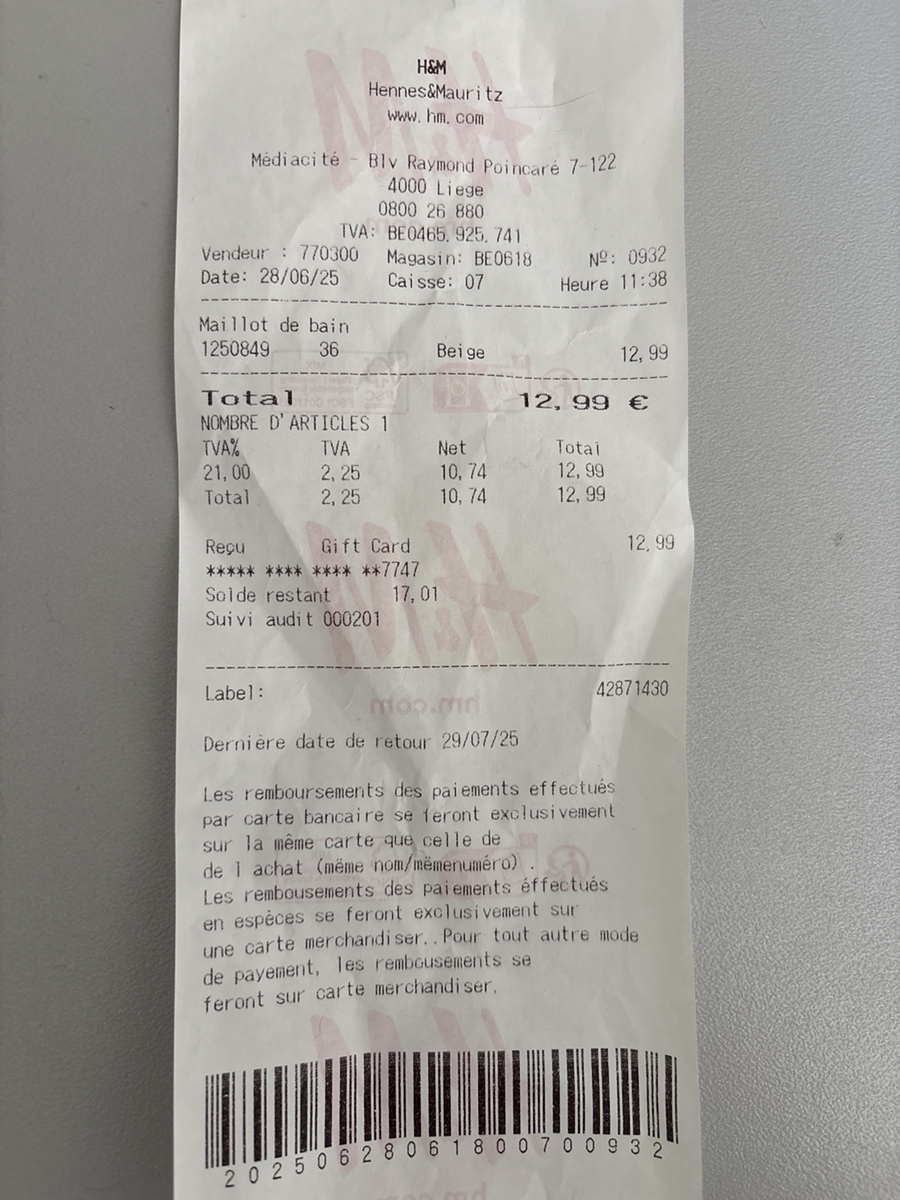 H&M
Hennes&Mauritz
www.hm.com
Médiacité - Blv Raymond Poincaré 7-122
4000 Liege
0800 26 880
TVA: BE0465.925.741
Vendeur : 770300 Magasin: BE0618 Nº: 0932
Date: 28/06/25 Caisse: 07 Heure 11:38
Maillot de bain
1250849 36 Beige 12,99
Total 12,99 €
NOMBRE D'ARTICLES 1
TVA% TVA Net Total
21,00 2,25 10,74 12,99
Total 2,25 10,74 12,99
Reçu Gift Card 12,99
***** **** **** **7747
Solde restant 17,01
Suivi audit 000201
Label: 42871430
Dernière date de retour 29/07/25
Les remboursements des paiements effectués
par carte bancaire se feront exclusivement
sur la même carte que celle de
de l achat (même nom/mêmenuméro) .
Les rembousements des paiements éffectués
en espèces se feront exclusivement sur
une carte merchandiser..Pour tout autre mode
de payement, les rembousements se
feront sur carte merchandiser.
20250628061800700932